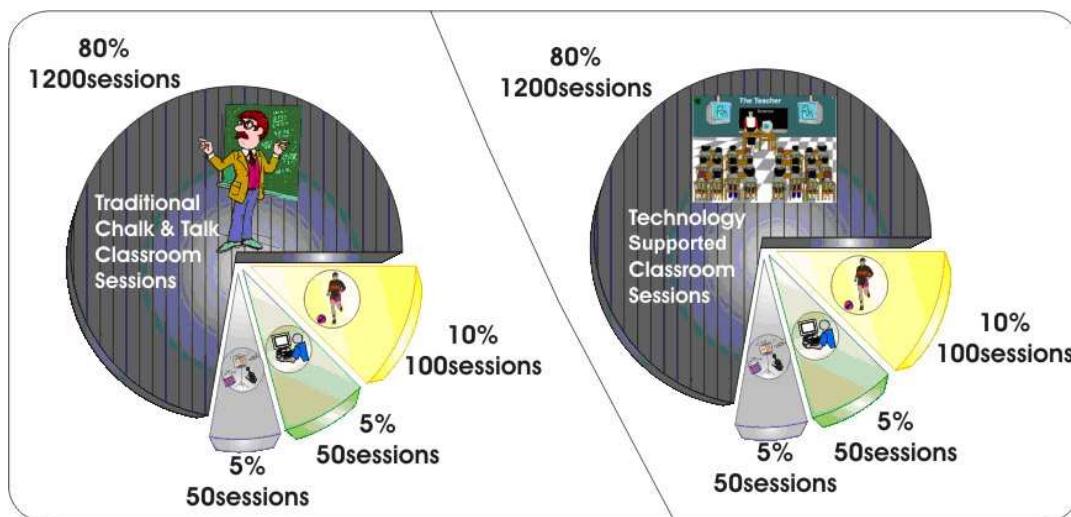 80%
1200sessions
Traditional
Chalk & Talk
Classroom
Sessions
10%
100sessions
5%
50sessions
5%
50sessions
80%
1200sessions
The Teacher
Technology
Supported
Classroom
Sessions
10%
100sessions
5%
50sessions
5%
50sessions